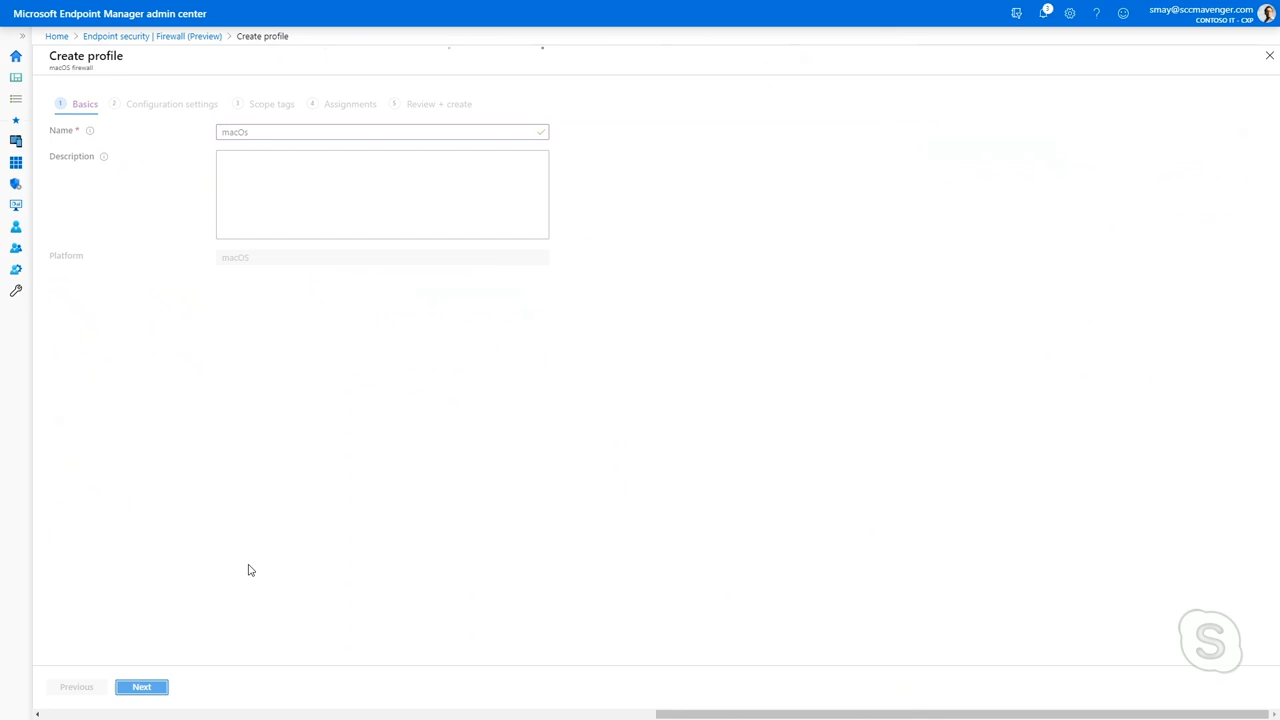 Microsoft Endpoint Manager admin center
3
smay@sccmavenger.com
CONTOSO IT - CXP
Home > Endpoint security | Firewall (Preview) > Create profile
Create profile
macOS firewall
1 Basics 2 Configuration settings 3 Scope tags 4 Assignments 5 Review + create
Name * macOs
Description
Platform macOS
S
Previous Next